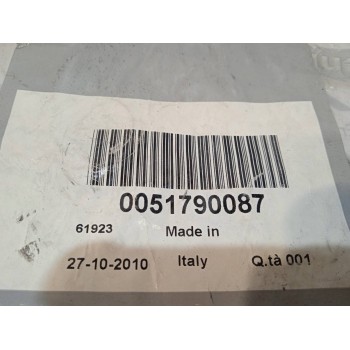 0051790087
61923 Made in
27-10-2010 Italy Q.tà 001